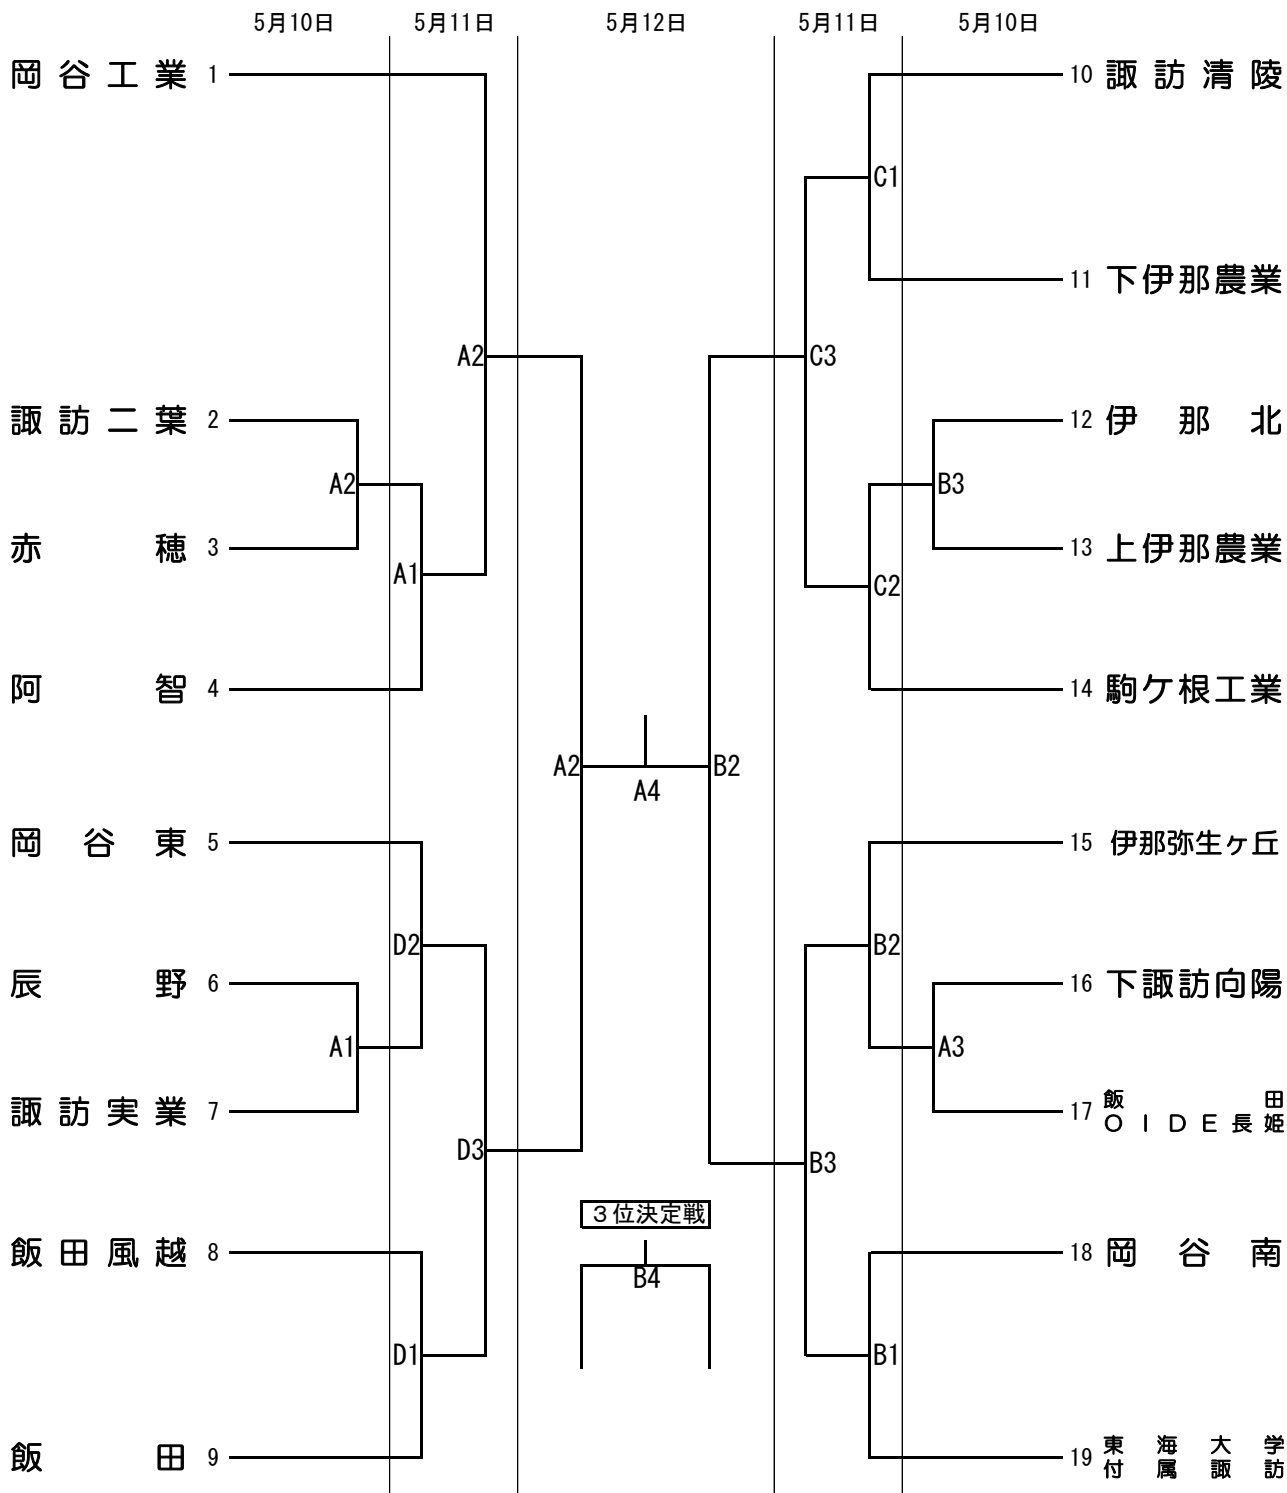 5月10日 5月11日 5月12日 5月11日 5月10日
岡谷工業 1
10 諏訪清陵
C1
11 下伊那農業
A2
C3
諏訪二葉 2
12 伊那北
A2
B3
赤穂 3
13 上伊那農業
A1
C2
阿智 4
14 駒ケ根工業
A2
B2
A4
岡谷東 5
15 伊那弥生ヶ丘
D2
B2
辰野 6
16 下諏訪向陽
A1
A3
諏訪実業 7
17 飯田
OIDE長姫
D3
B3
3位決定戦
飯田風越 8
18 岡谷南
B4
D1
B1
飯田 9
19 東海大学
付属諏訪